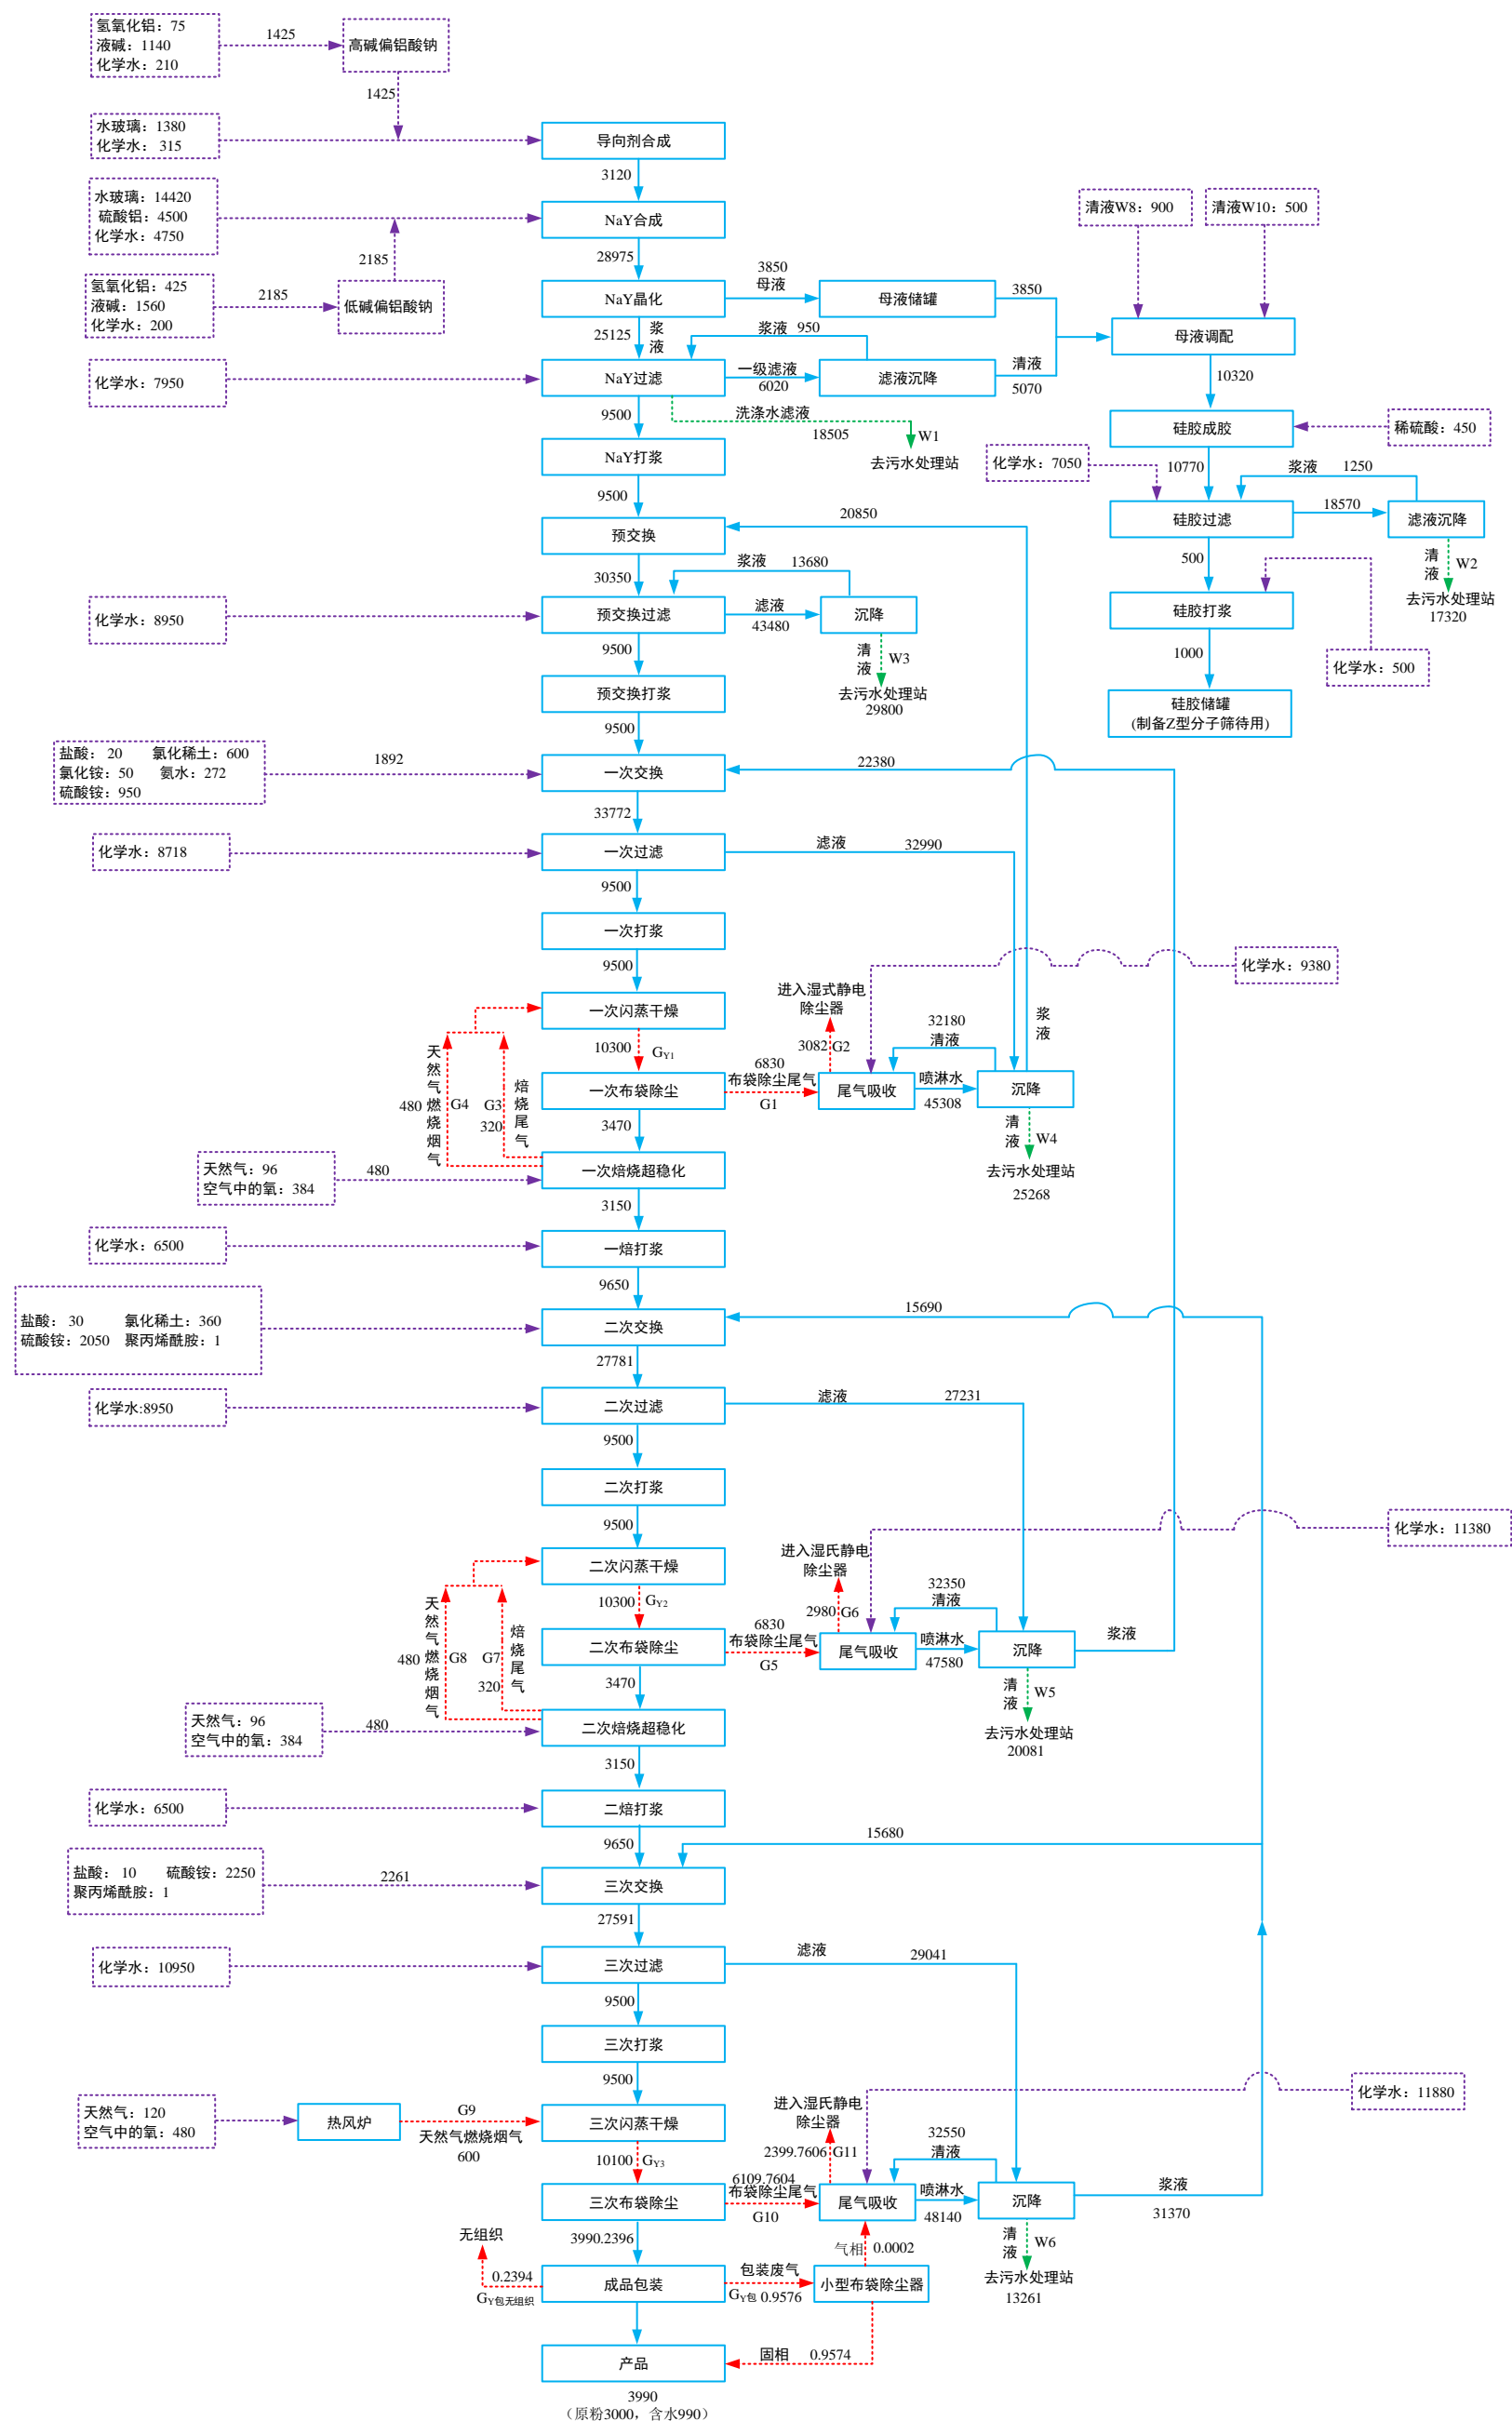 氢氧化铝：75
液碱：1140
化学水：210
1425
高碱偏铝酸钠
1425
水玻璃：1380
化学水： 315
导向剂合成
3120
水玻璃：14420
硫酸铝：4500
化学水：4750
NaY合成
清液W8：900
清液W10：500
2185
28975
氢氧化铝：425
液碱：1560
化学水：200
2185
低碱偏铝酸钠
NaY晶化
3850
母液
母液储罐
3850
母液调配
25125
浆液
浆液 950
化学水：7950
NaY过滤
一级滤液
6020
滤液沉降
清液
5070
10320
9500
洗涤水滤液
18505
W1
去污水处理站
硅胶成胶
稀硫酸：450
NaY打浆
化学水：7050
10770
浆液 1250
9500
20850
硅胶过滤
18570
滤液沉降
预交换
500
清液
W2
去污水处理站
17320
30350
浆液 13680
化学水：8950
预交换过滤
滤液
43480
沉降
硅胶打浆
9500
清液
W3
去污水处理站
29800
1000
化学水：500
预交换打浆
硅胶储罐
(制备Z型分子筛待用)
9500
盐酸： 20 氯化稀土：600
氯化铵：50 氨水：272
硫酸铵：950
1892
一次交换
22380
33772
化学水：8718
一次过滤
滤液 32990
9500
一次打浆
9500
化学水：9380
进入湿式静电
除尘器
一次闪蒸干燥
3082
G2
32180
清液
浆液
10300
GY1
天然气燃烧烟气
480
G4
G3
320
焙烧尾气
一次布袋除尘
6830
布袋除尘尾气
G1
尾气吸收
喷淋水
45308
沉降
3470
清液
W4
去污水处理站
25268
天然气：96
空气中的氧：384
480
一次焙烧超稳化
3150
化学水：6500
一焙打浆
9650
盐酸： 30 氯化稀土：360
硫酸铵：2050 聚丙烯酰胺：1
二次交换
15690
27781
化学水:8950
二次过滤
滤液 27231
9500
二次打浆
9500
化学水：11380
进入湿氏静电
除尘器
二次闪蒸干燥
2980
G6
32350
清液
10300
GY2
天然气燃烧烟气
480
G8
G7
320
焙烧尾气
二次布袋除尘
6830
布袋除尘尾气
G5
尾气吸收
喷淋水
47580
沉降
浆液
3470
清液
W5
去污水处理站
20081
天然气：96
空气中的氧：384
480
二次焙烧超稳化
3150
化学水：6500
二焙打浆
9650
15680
盐酸： 10 硫酸铵：2250
聚丙烯酰胺：1
2261
三次交换
27591
化学水：10950
三次过滤
滤液 29041
9500
三次打浆
9500
化学水：11880
进入湿氏静电
除尘器
天然气：120
空气中的氧：480
热风炉
G9
天然气燃烧烟气
600
三次闪蒸干燥
2399.7606
G11
32550
清液
10100
GY3
三次布袋除尘
6109.7604
布袋除尘尾气
G10
尾气吸收
喷淋水
48140
沉降
浆液
31370
3990.2396
气相 0.0002
清液
W6
去污水处理站
13261
无组织
0.2394
GY包无组织
成品包装
包装废气
GY包 0.9576
小型布袋除尘器
产品
固相 0.9574
3990
（原粉3000，含水990）